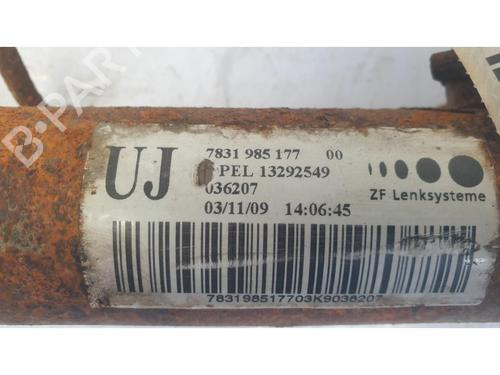 UJ
7831 985 177 00
PEL 13292549
036207
03/11/09 14:06:45
ZF Lenksysteme
783198517703K9036207
B-PARTS